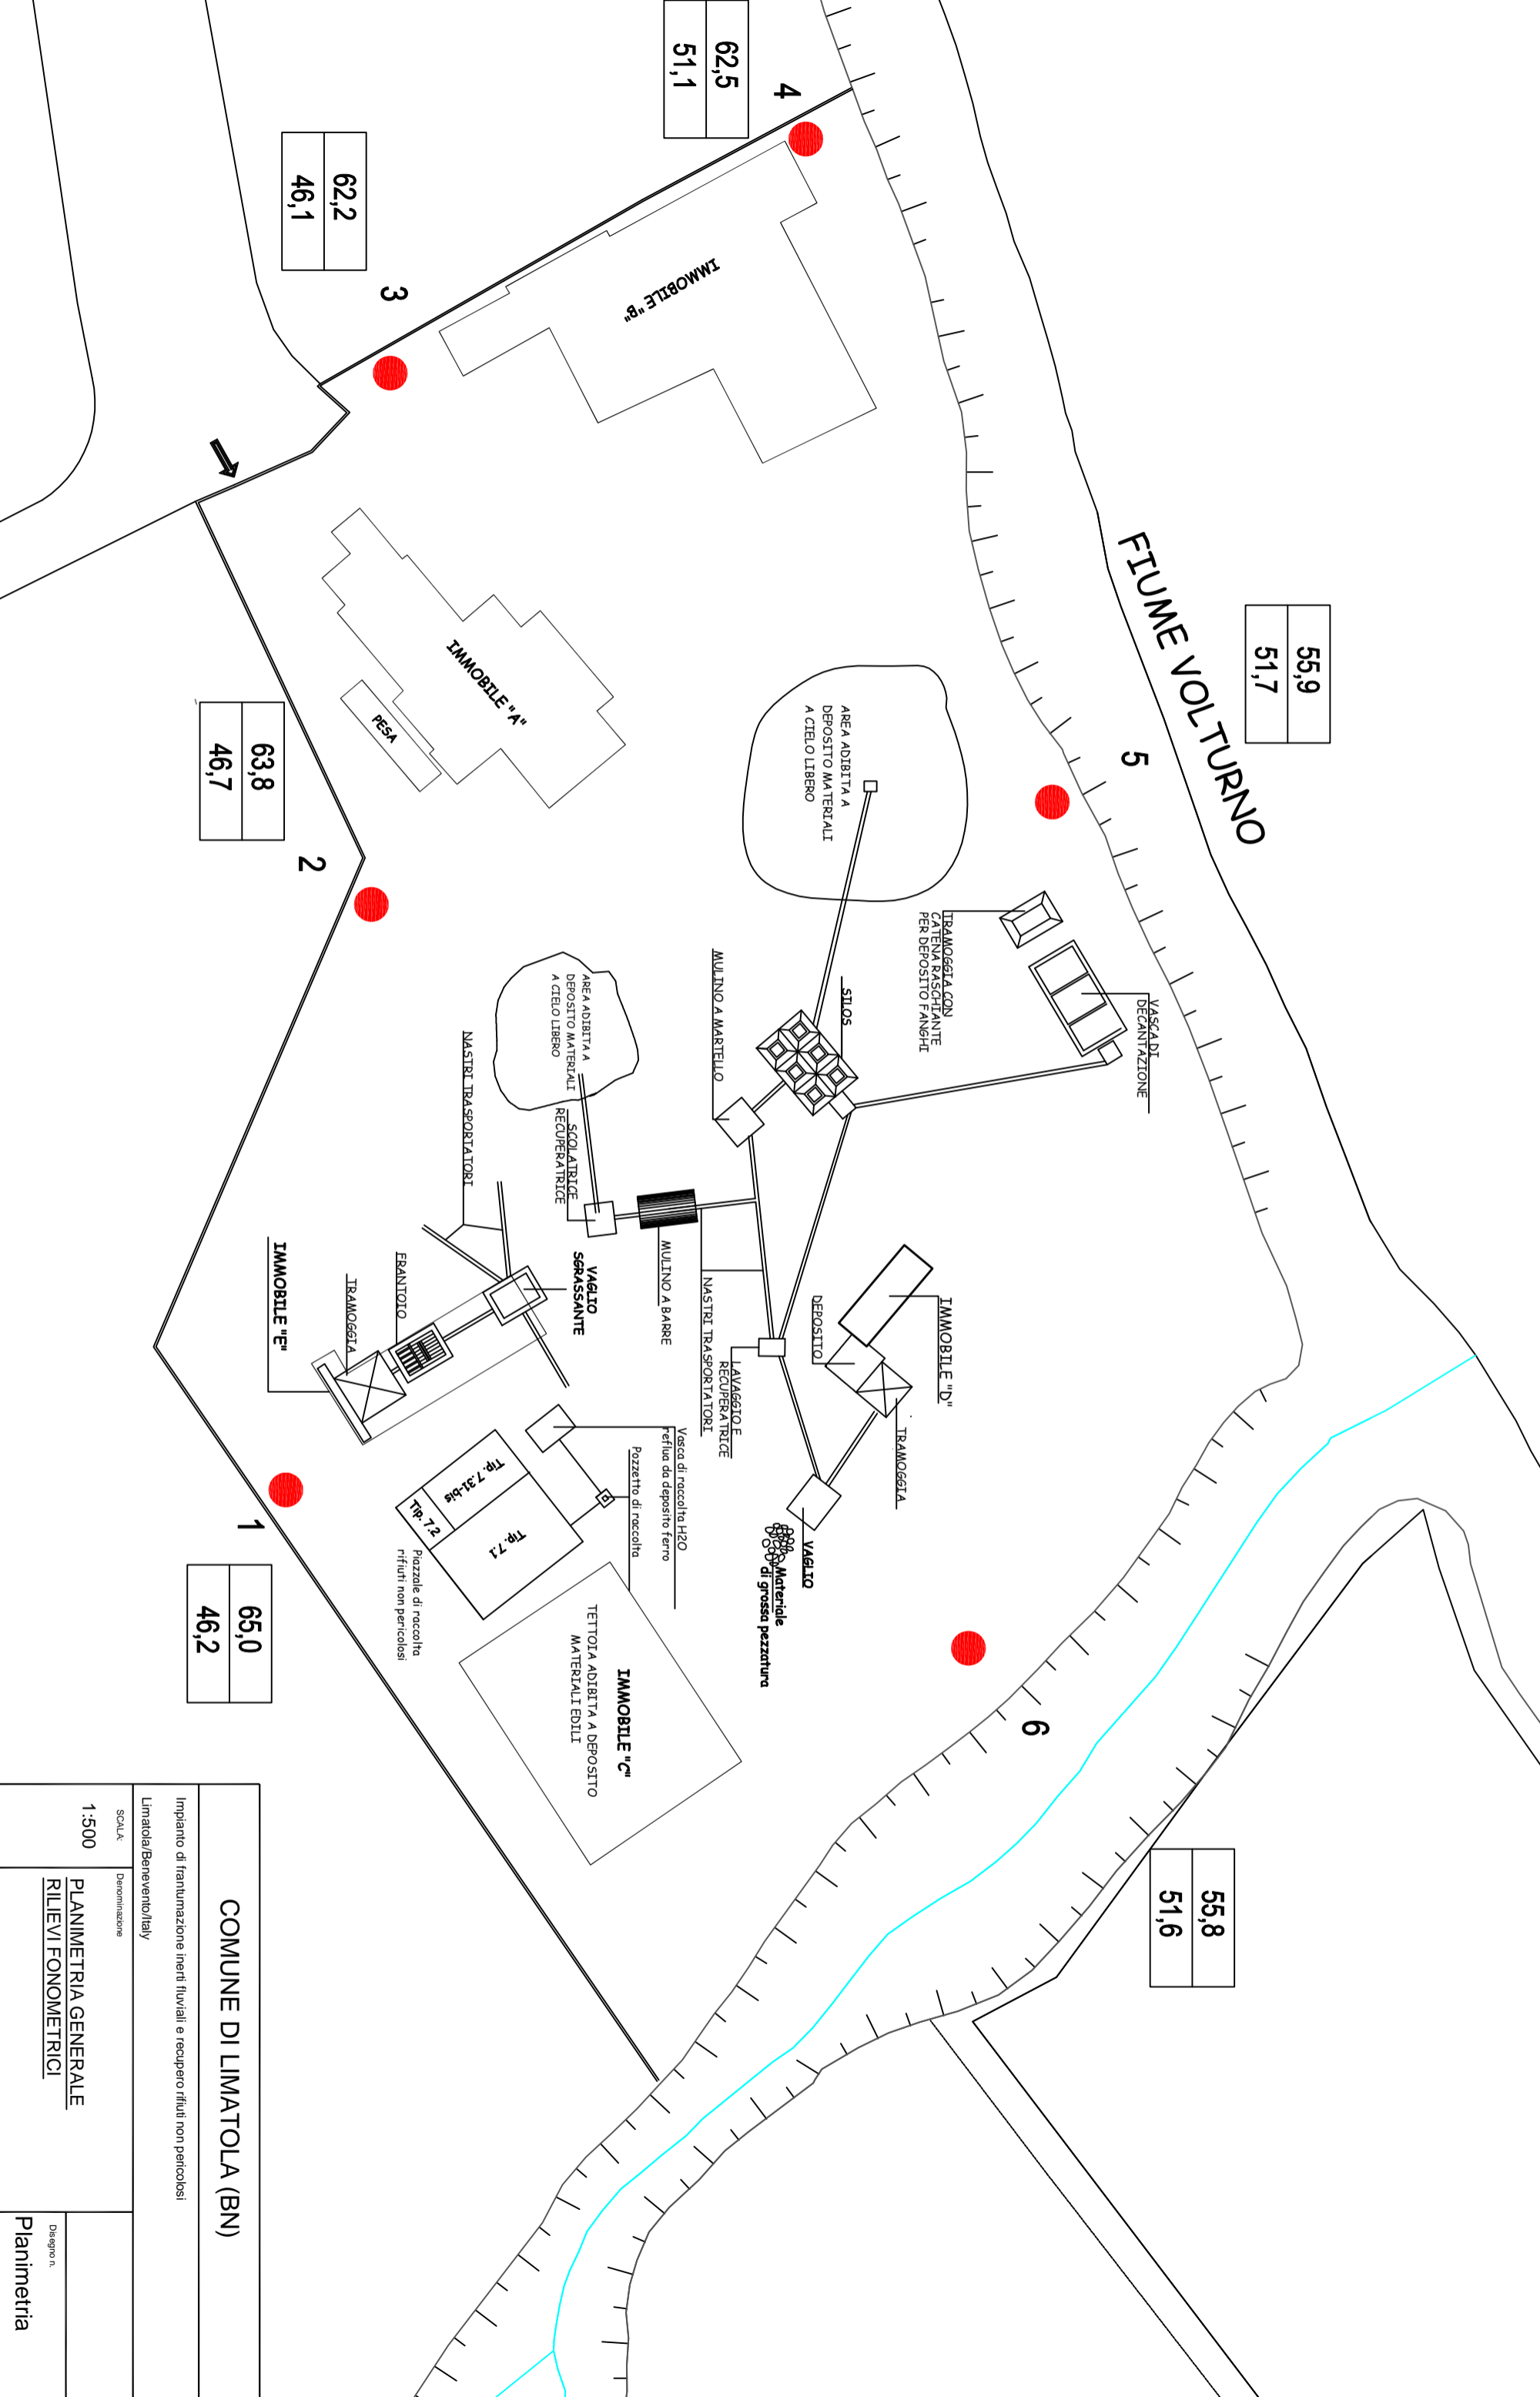 62,5
51,1
4
62,2
46,1
3
IMMOBILE "B"
55,9
51,7
5
FIUME VOLTURNO
IMMOBILE "A"
PESA
63,8
46,7
2
AREA ADIBITA A
DEPOSITO MATERIALI
A CIELO LIBERO
TRAMOGGIA CON
CATENA RASCHIANTE
PER DEPOSITO FANGHI
VASCA DI
DECANTAZIONE
SILOS
MULINO A MARTELLO
AREA ADIBITA A
DEPOSITO MATERIALI
A CIELO LIBERO
NASTRI TRASPORTATORI
SCOLATRICE
RECUPERATRICE
MULINO A BARRE
NASTRI TRASPORTATORI
VAGLIO
SGRASSANTE
IMMOBILE "E"
FRANTOIO
TRAMOGGIA
IMMOBILE "D"
DEPOSITO
LAVAGGIO E
RECUPERATRICE
TRAMOGGIA
VAGLIO
Materiale
di grossa pezzatura
Vasca di raccolta H2O
reflua da deposito ferro
Pozzetto di raccolta
Tip. 7.31-bis
Tip. 7.2
Tip. 7.1
Piazzale di raccolta
rifiuti non pericolosi
1
65,0
46,2
IMMOBILE "C"
TETTOIA ADIBITA A DEPOSITO
MATERIALI EDILI
6
55,8
51,6
COMUNE DI LIMATOLA (BN)
Impianto di frantumazione inerti fluviali e recupero rifiuti non pericolosi
Limatola/Benevento/Italy
SCALA:
1:500
Denominazione
PLANIMETRIA GENERALE
RILIEVI FONOMETRICI
Disegno n.
Planimetria